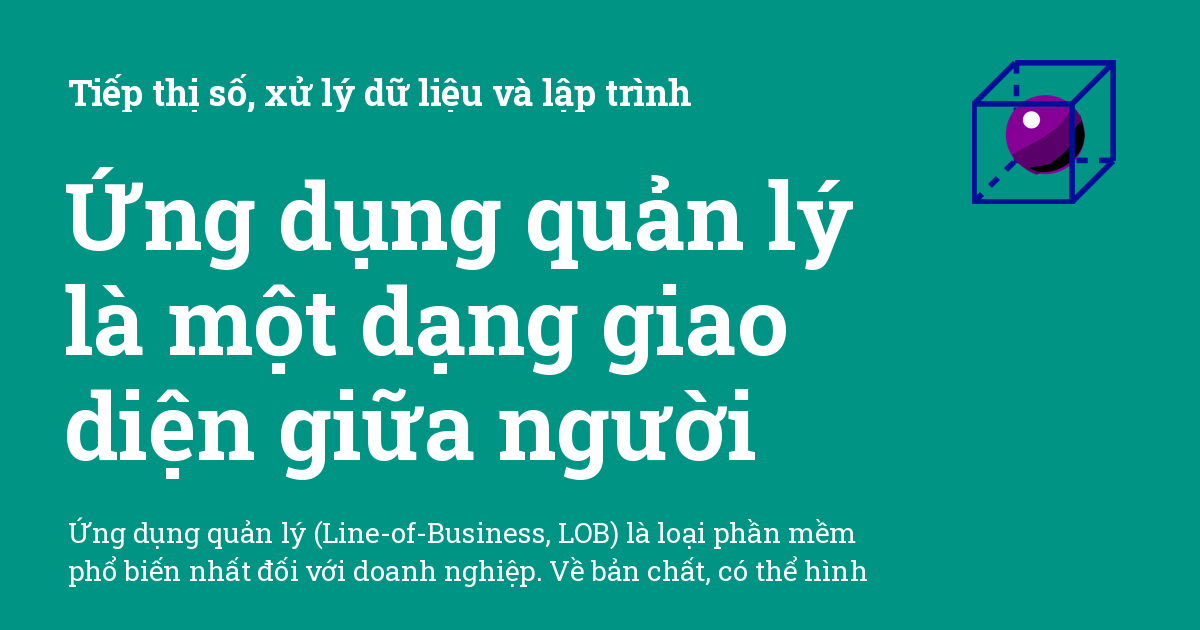 Tiếp thị số, xử lý dữ liệu và lập trình
Ứng dụng quản lý
là một dạng giao
diện giữa người
Ứng dụng quản lý (Line-of-Business, LOB) là loại phần mềm
phổ biến nhất đối với doanh nghiệp. Về bản chất, có thể hình